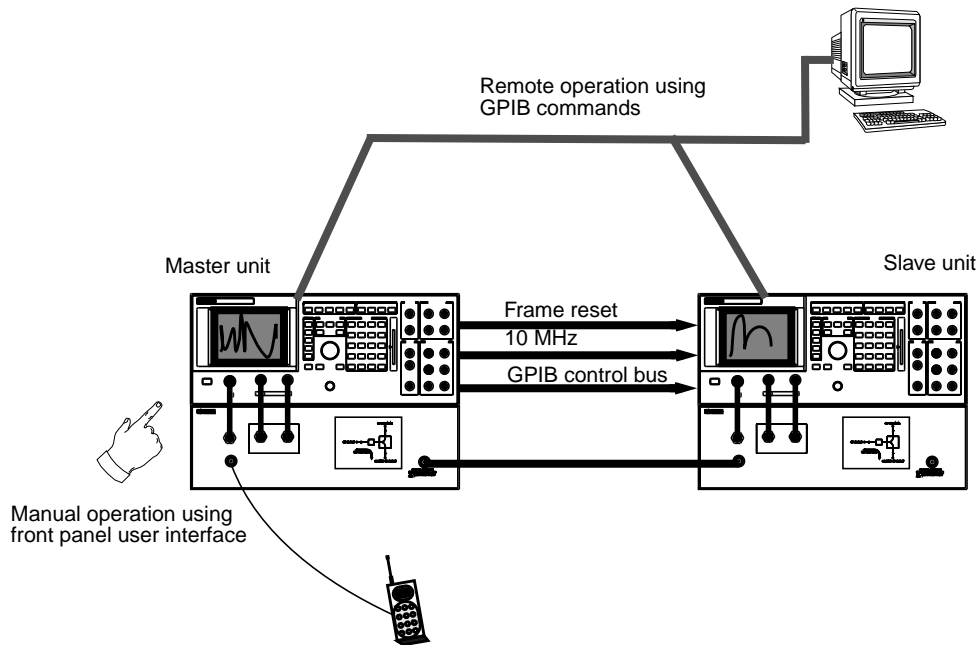 Remote operation using
GPIB commands
Master unit
Slave unit
Frame reset
10 MHz
GPIB control bus
Manual operation using
front panel user interface